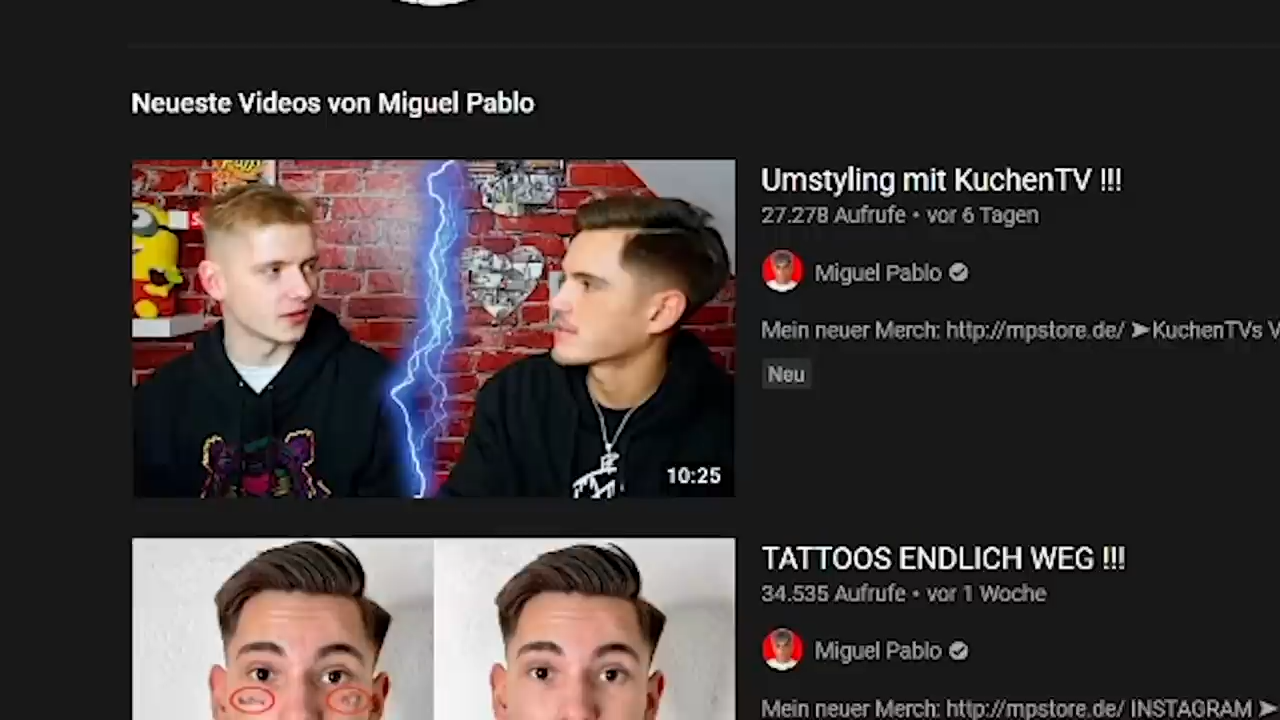 Neueste Videos von Miguel Pablo
Umstyling mit KuchenTV !!!
27.278 Aufrufe • vor 6 Tagen
Miguel Pablo
Mein neuer Merch: http://mpstore.de/ ➤KuchenTVs
Neu
10:25
TATTOOS ENDLICH WEG !!!
34.535 Aufrufe • vor 1 Woche
Miguel Pablo
Mein neuer Merch: http://mpstore.de/ INSTAGRAM ➤